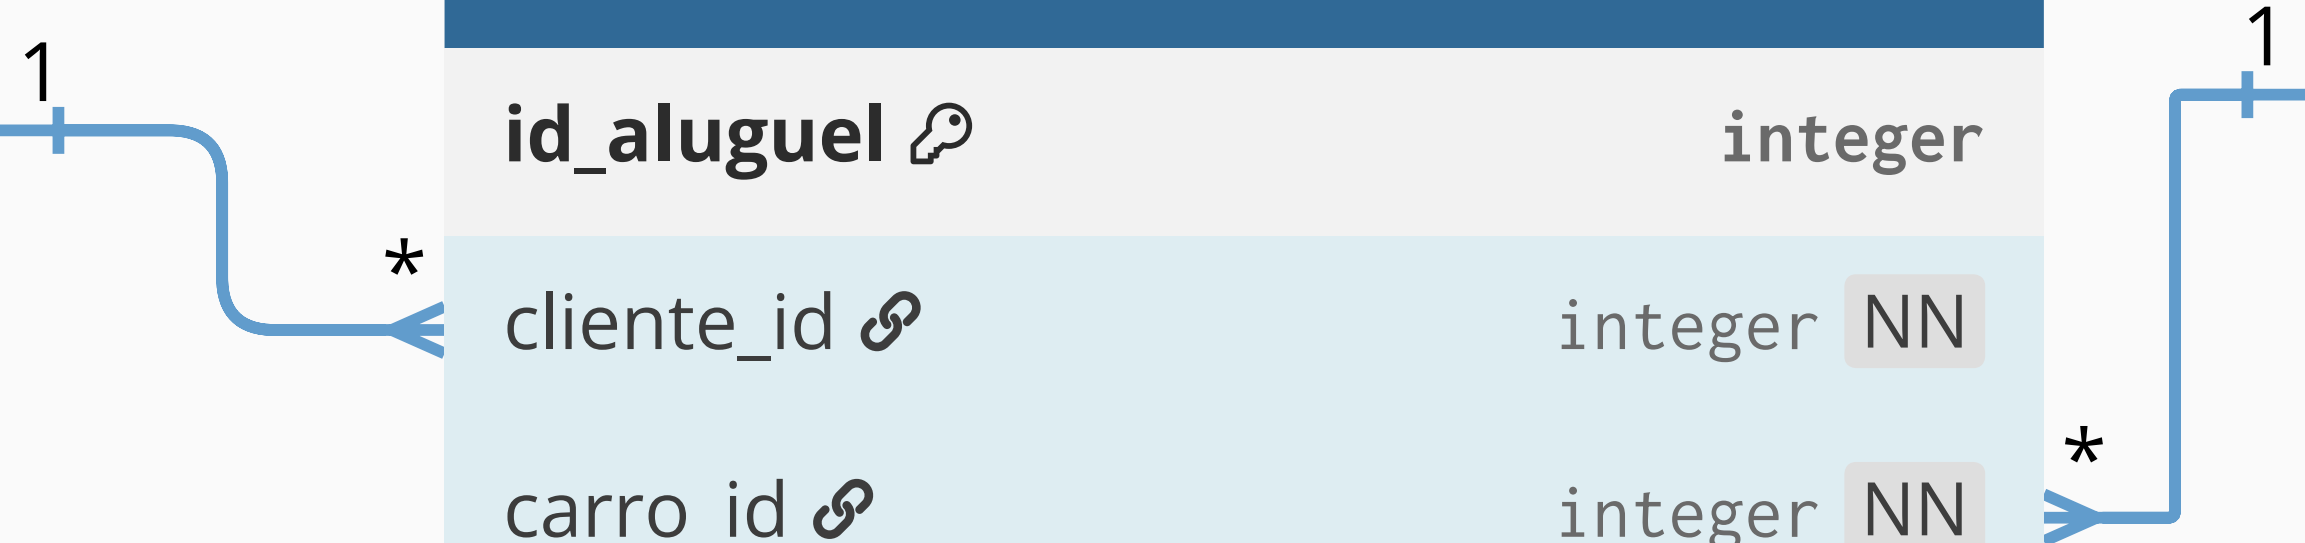 1
1
id_aluguel integer
*
cliente_id integer NN
*
carro_id integer NN